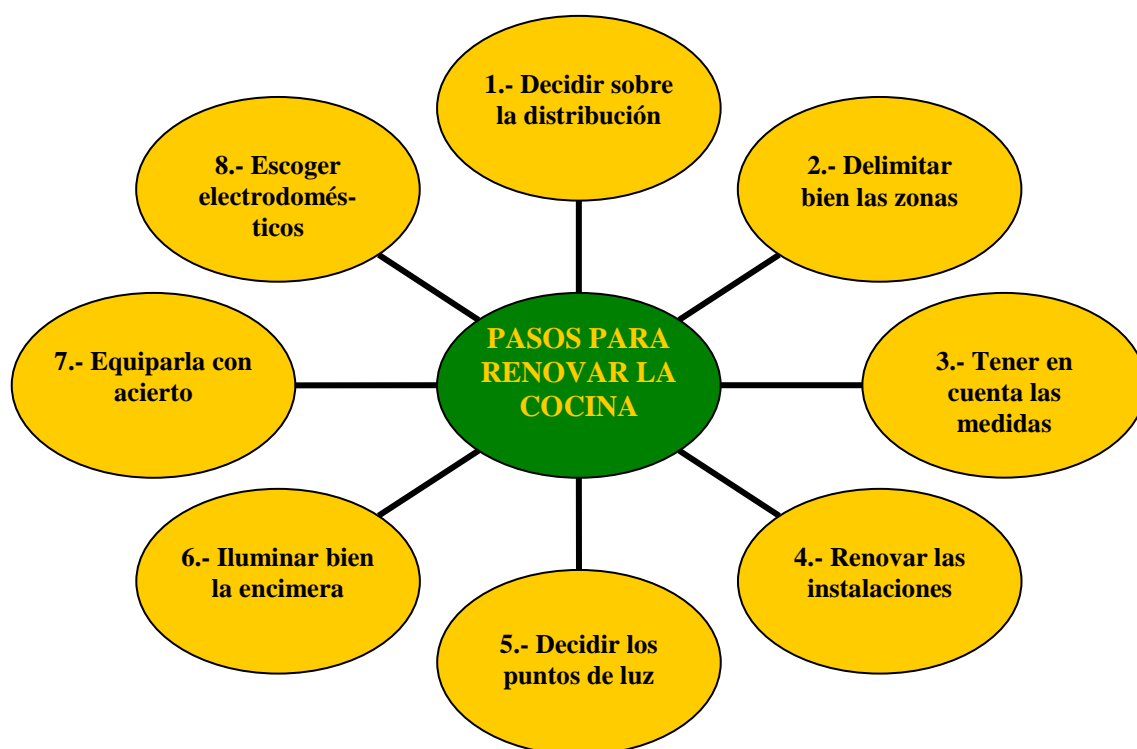 PASOS PARA
RENOVAR LA
COCINA
1.- Decidir sobre
la distribución
2.- Delimitar
bien las zonas
3.- Tener en
cuenta las
medidas
4.- Renovar las
instalaciones
5.- Decidir los
puntos de luz
6.- Iluminar bien
la encimera
7.- Equiparla con
acierto
8.- Escoger
electrodomés-
ticos